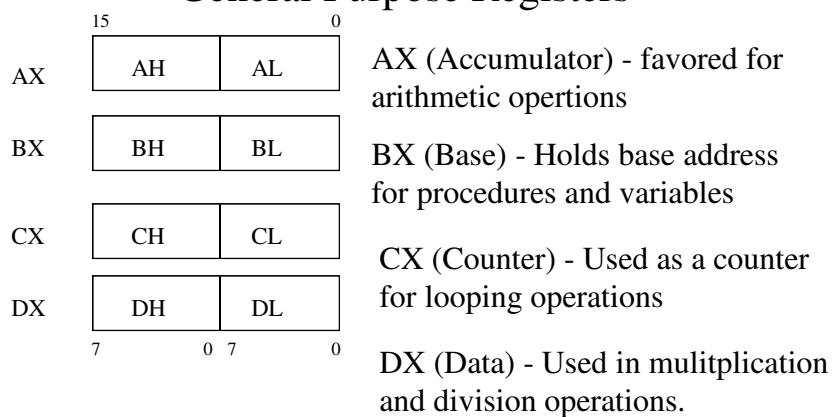 General Purpose Registers
15 0
AX AH AL
AX (Accumulator) - favored for
arithmetic opertions
BX BH BL
BX (Base) - Holds base address
for procedures and variables
CX CH CL
CX (Counter) - Used as a counter
for looping operations
DX DH DL
7 0 7 0
DX (Data) - Used in mulitplication
and division operations.